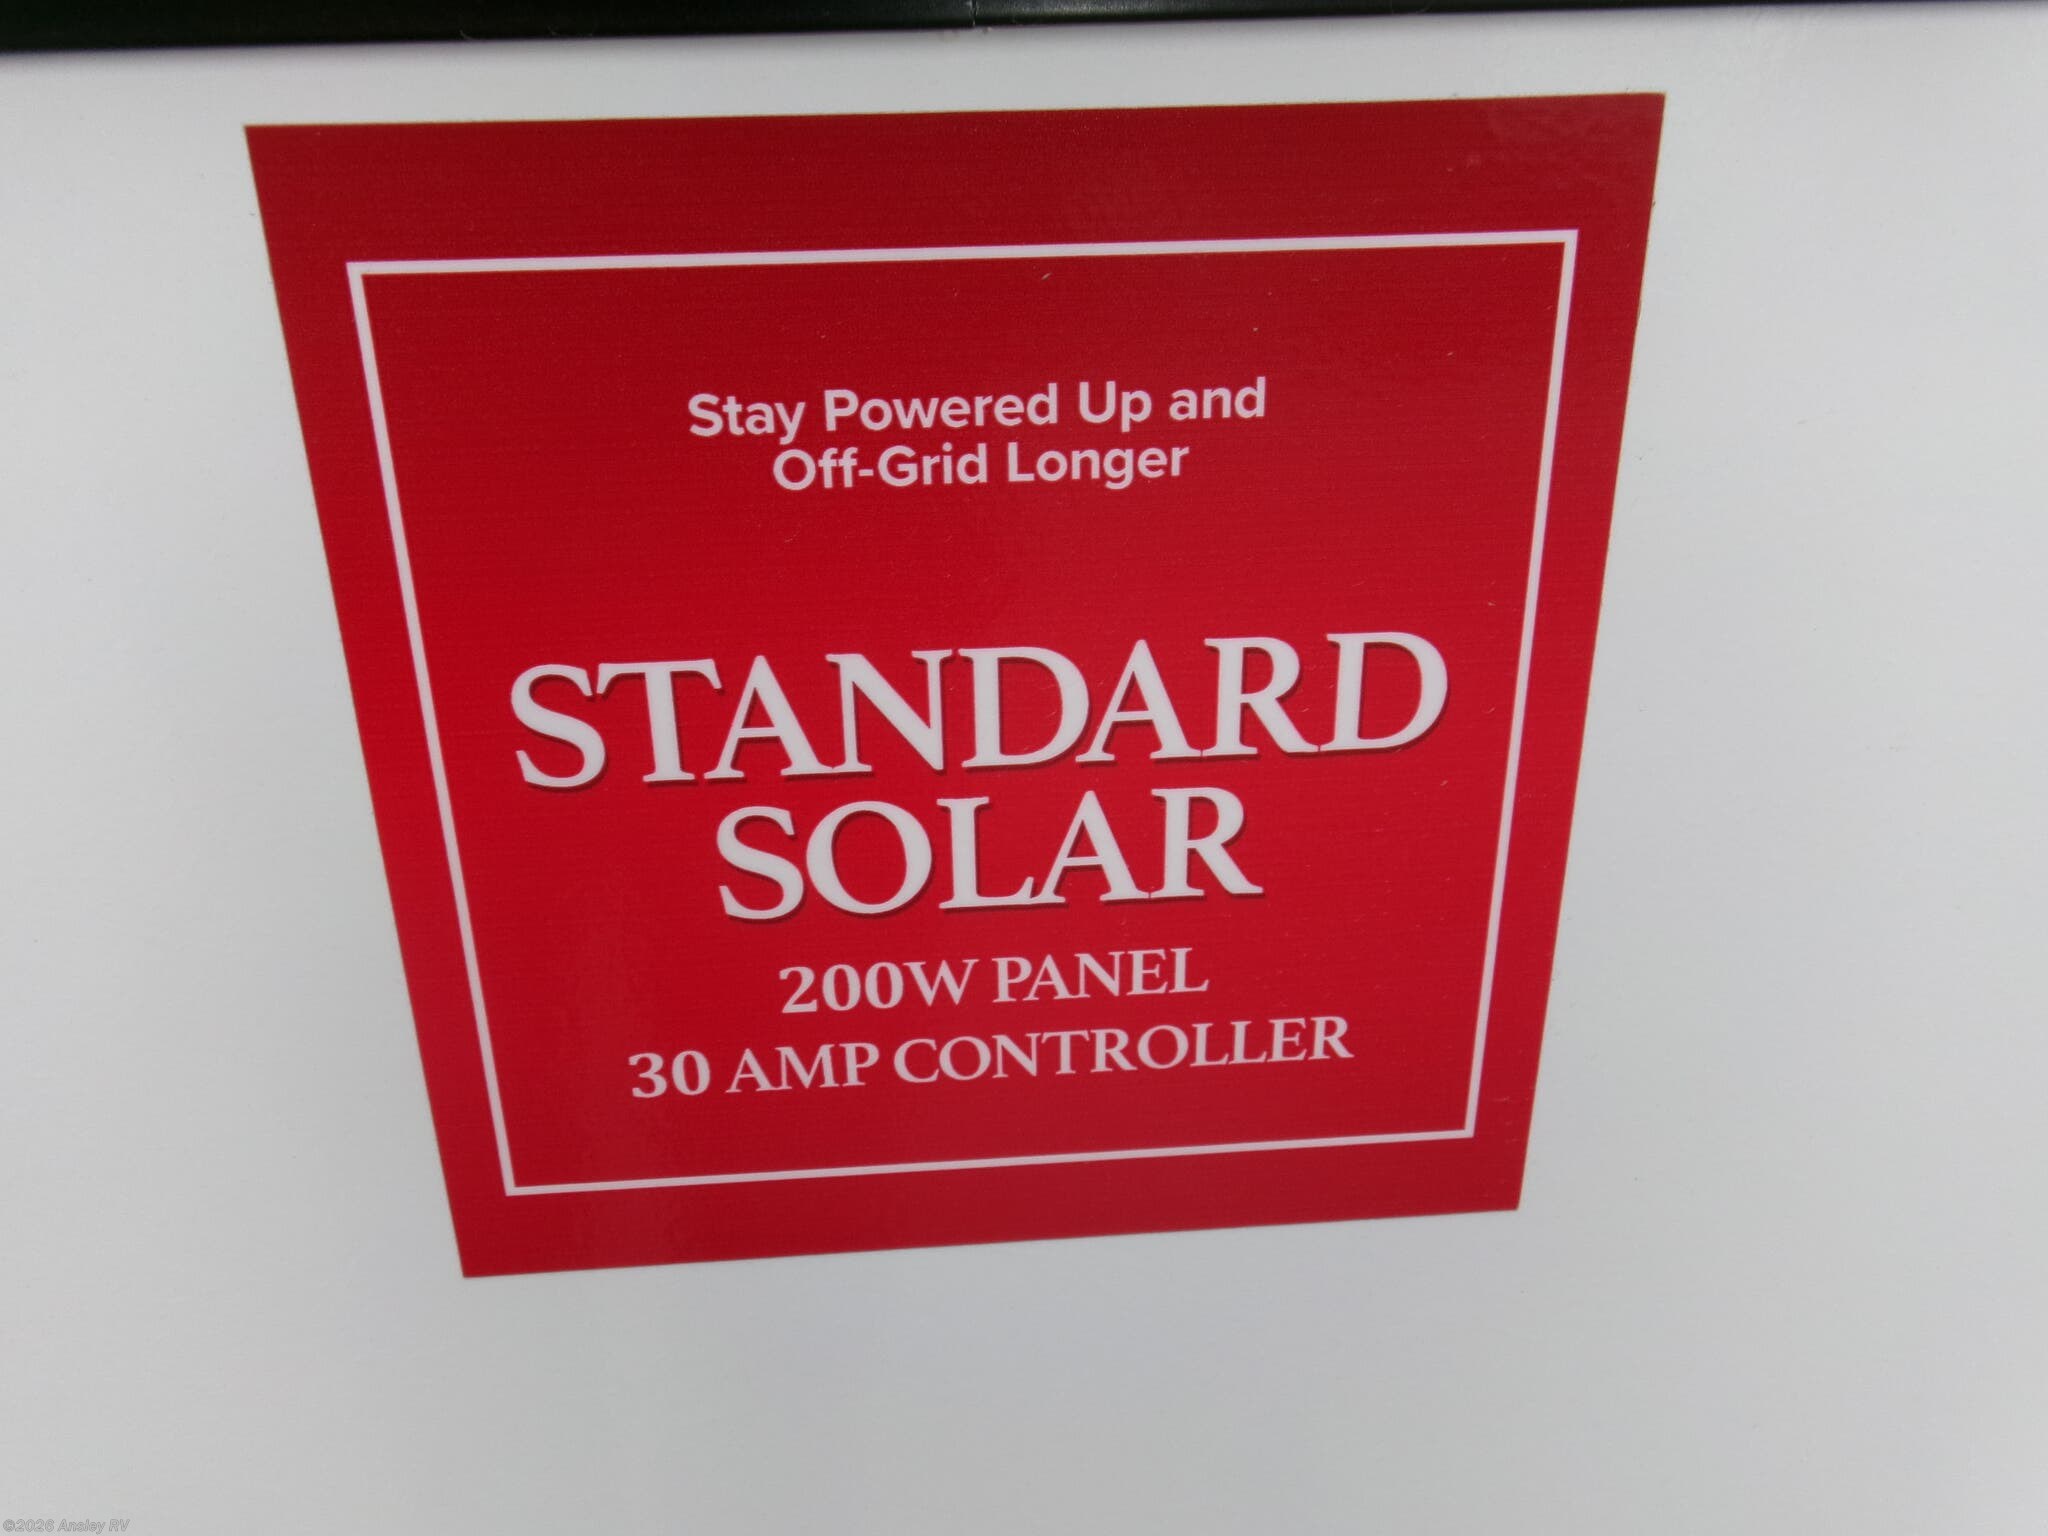 Stay Powered Up and
Off-Grid Longer
STANDARD
SOLAR
200W PANEL
30 AMP CONTROLLER
©2026 Ansley RV